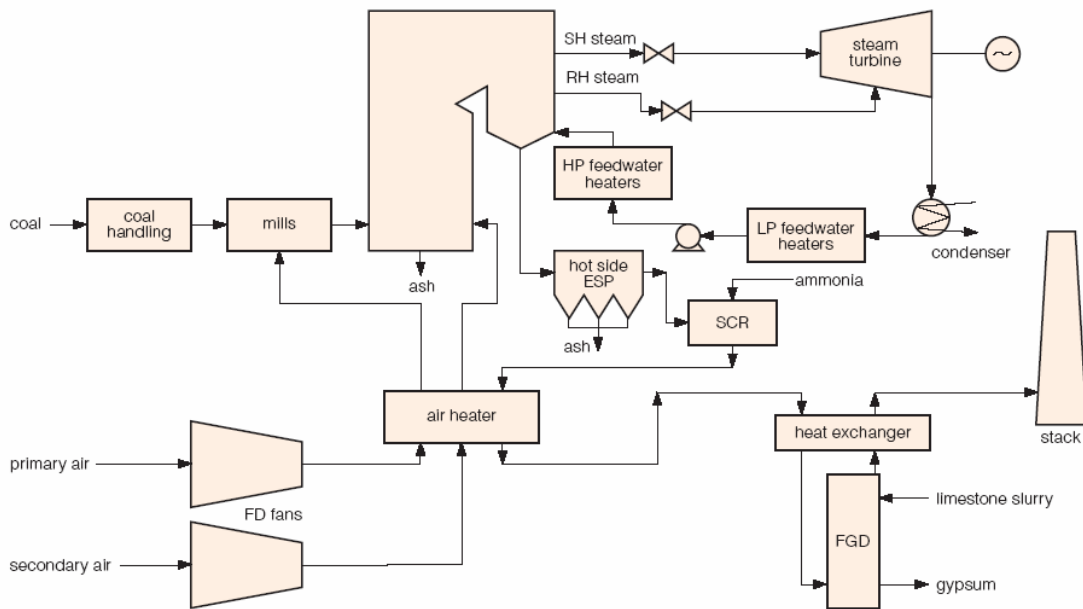 SH steam
steam
turbine
~
RH steam
HP feedwater
heaters
coal
coal
handling
mills
LP feedwater
heaters
condenser
hot side
ESP
ammonia
ash
SCR
ash
air heater
heat exchanger
stack
primary air
FD fans
limestone slurry
FGD
secondary air
gypsum